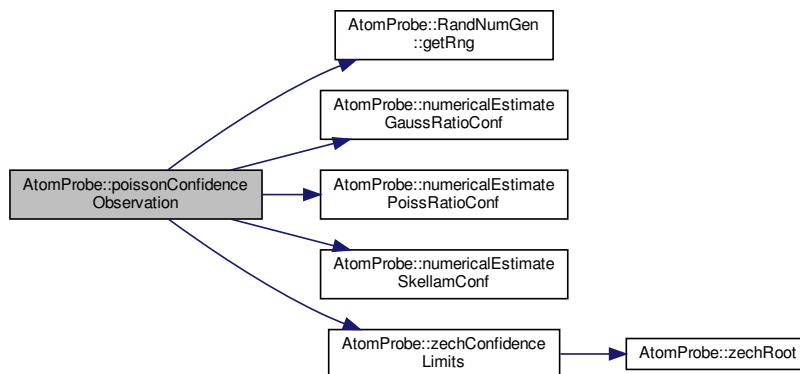 AtomProbe::RandNumGen
::getRng
AtomProbe::numericalEstimate
GaussRatioConf
AtomProbe::poissonConfidence
Observation
AtomProbe::numericalEstimate
PoissRatioConf
AtomProbe::numericalEstimate
SkellamConf
AtomProbe::zechConfidence
Limits
AtomProbe::zechRoot